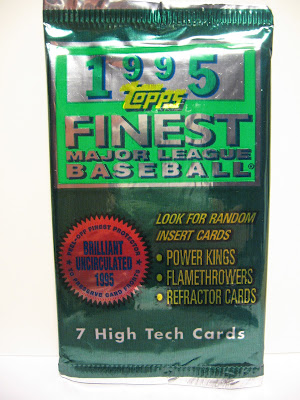 1995
Topps
FINEST
MAJOR LEAGUE
BASEBALL®
LOOK FOR RANDOM
INSERT CARDS
• POWER KINGS
• FLAMETHROWERS
• REFRACTOR CARDS
BRILLIANT
UNCIRCULATED
1995
7 High Tech Cards